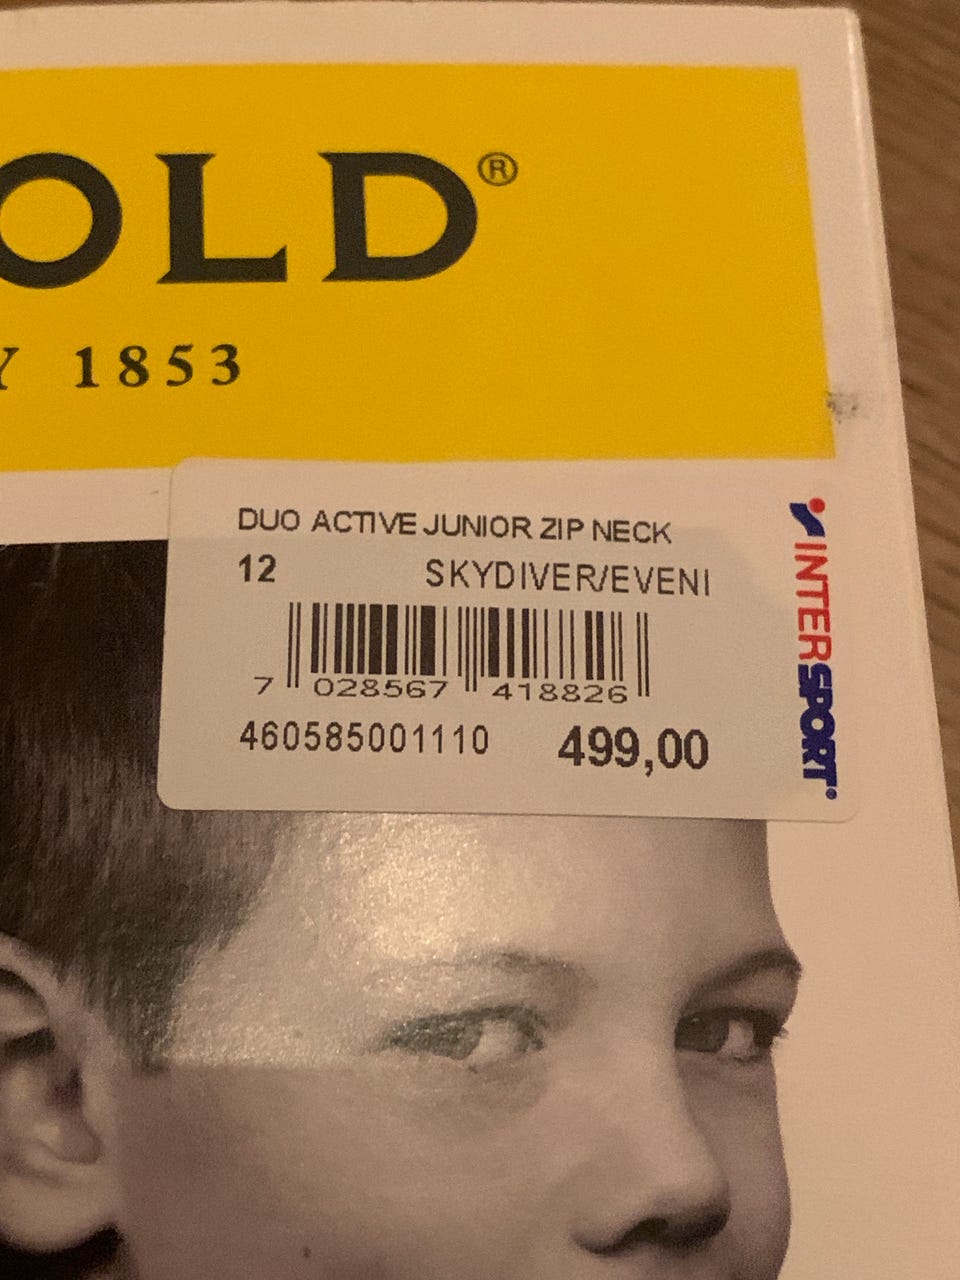 OLD®
Y 1853
DUO ACTIVE JUNIOR ZIP NECK
12 SKYDIVER/EVENI
7 028567 418826
460585001110 499,00
INTERSPORT®